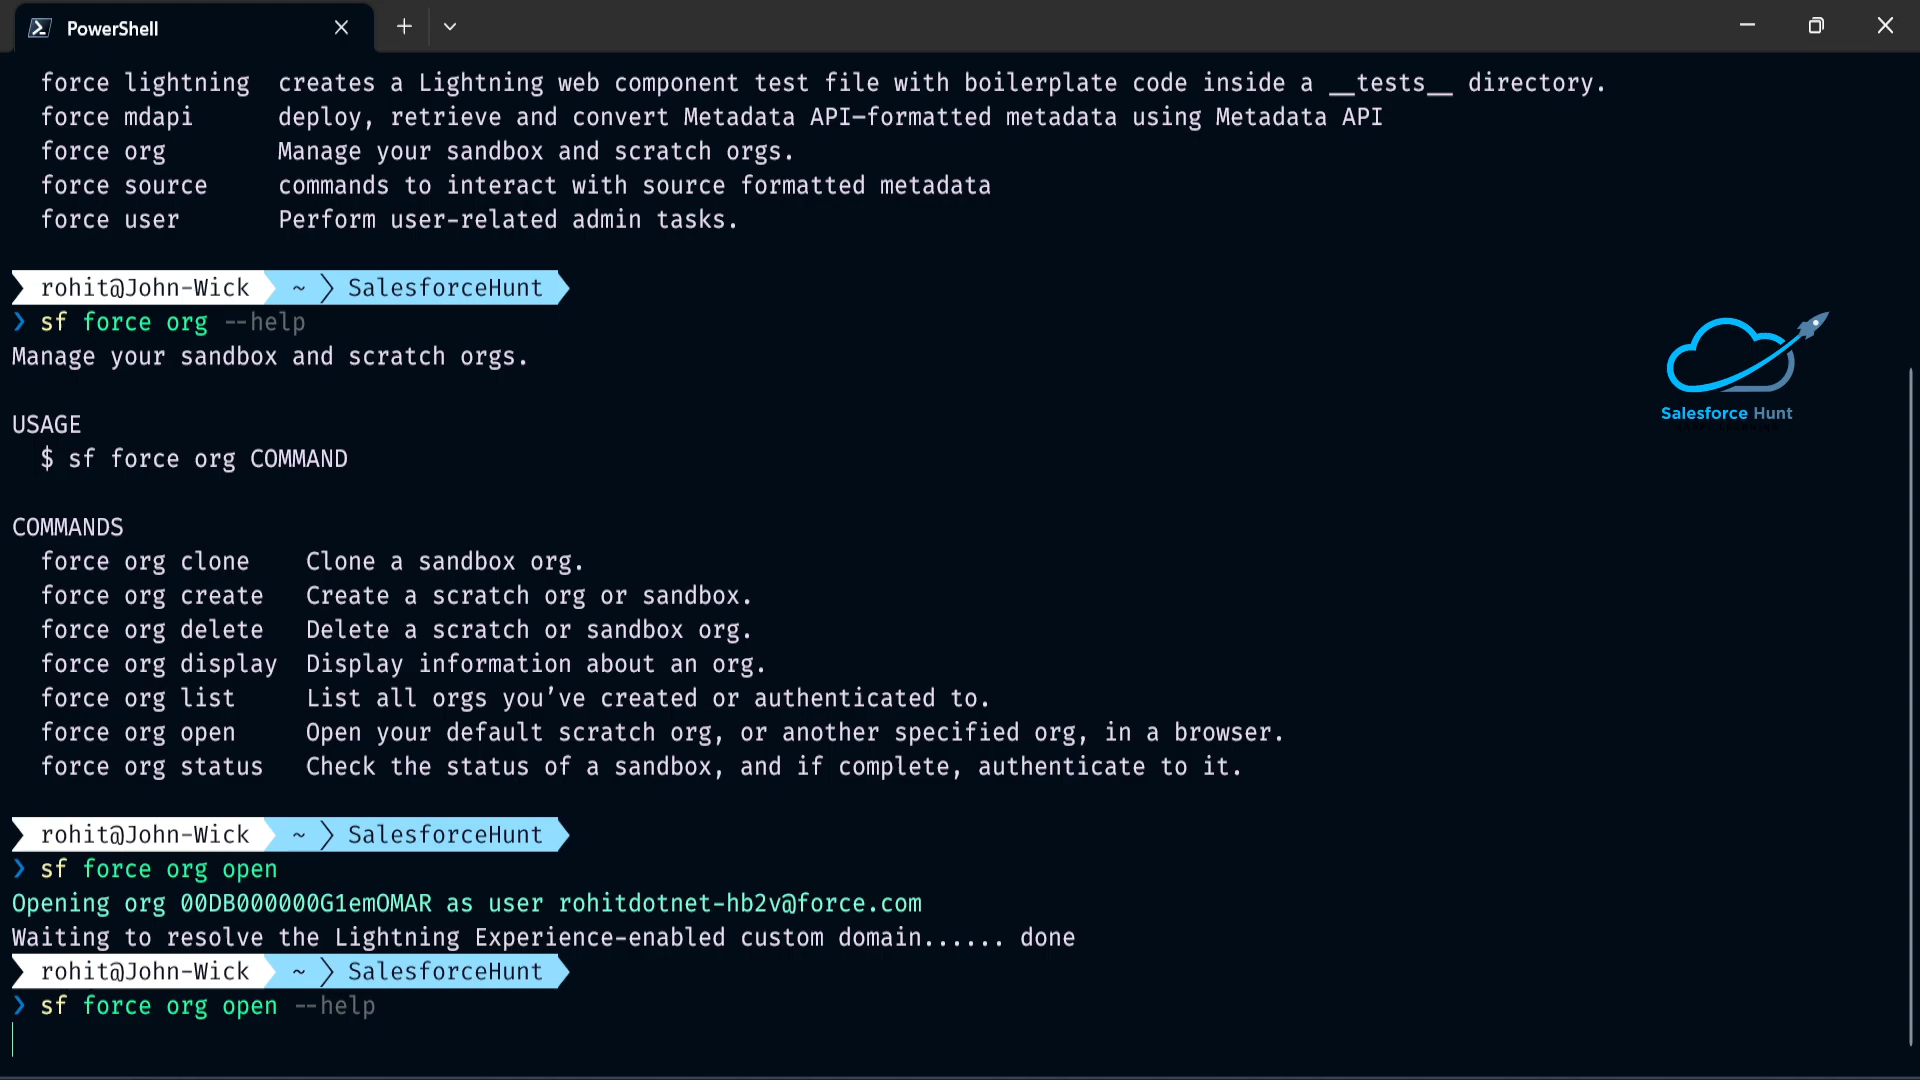 PowerShell
force lightning  creates a Lightning web component test file with boilerplate code inside a __tests__ directory.
force mdapi      deploy, retrieve and convert Metadata API-formatted metadata using Metadata API
force org        Manage your sandbox and scratch orgs.
force source     commands to interact with source formatted metadata
force user       Perform user-related admin tasks.
rohit@John-Wick ~ SalesforceHunt
❯ sf force org --help
Manage your sandbox and scratch orgs.
USAGE
$ sf force org COMMAND
COMMANDS
force org clone    Clone a sandbox org.
force org create   Create a scratch org or sandbox.
force org delete   Delete a scratch or sandbox org.
force org display  Display information about an org.
force org list     List all orgs you’ve created or authenticated to.
force org open     Open your default scratch org, or another specified org, in a browser.
force org status   Check the status of a sandbox, and if complete, authenticate to it.
rohit@John-Wick ~ SalesforceHunt
❯ sf force org open
Opening org 00DB000000G1emOMAR as user rohitdotnet-hb2v@force.com
Waiting to resolve the Lightning Experience-enabled custom domain...... done
rohit@John-Wick ~ SalesforceHunt
❯ sf force org open --help
Salesforce Hunt